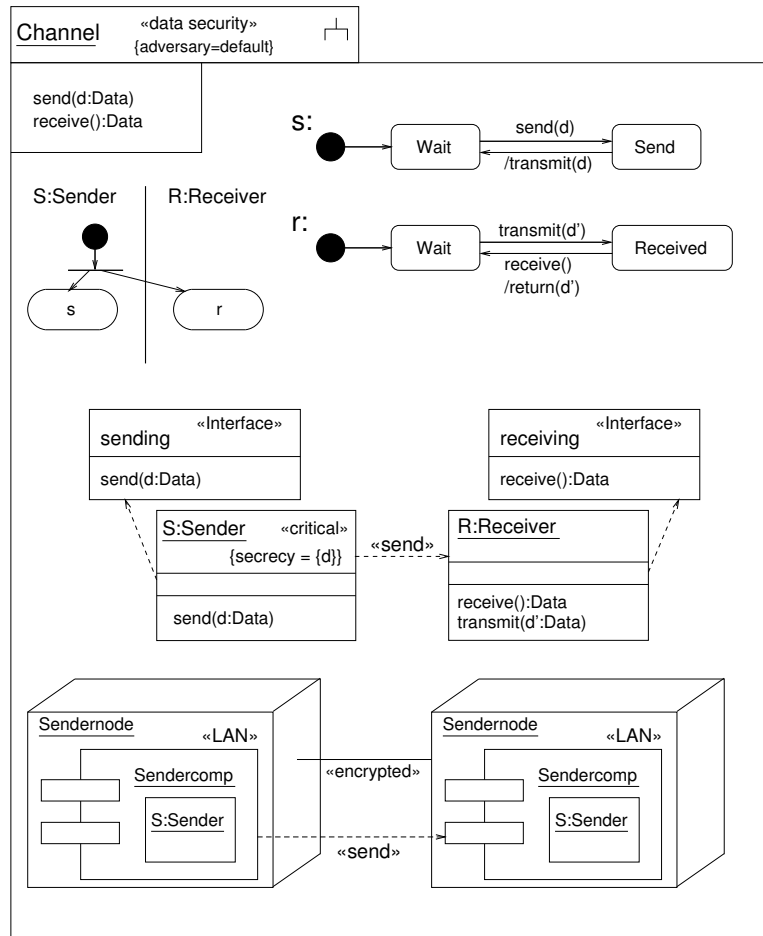 Channel
«data security»
{adversary=default}
send(d:Data)
receive():Data
s:
Wait
send(d)
/transmit(d)
Send
S:Sender
R:Receiver
s
r
r:
Wait
transmit(d')
receive()
/return(d')
Received
«Interface»
sending
send(d:Data)
«Interface»
receiving
receive():Data
S:Sender
«critical»
{secrecy = {d}}
send(d:Data)
«send»
R:Receiver
receive():Data
transmit(d':Data)
Sendernode
«LAN»
Sendercomp
S:Sender
«encrypted»
«send»
Sendernode
«LAN»
Sendercomp
S:Sender